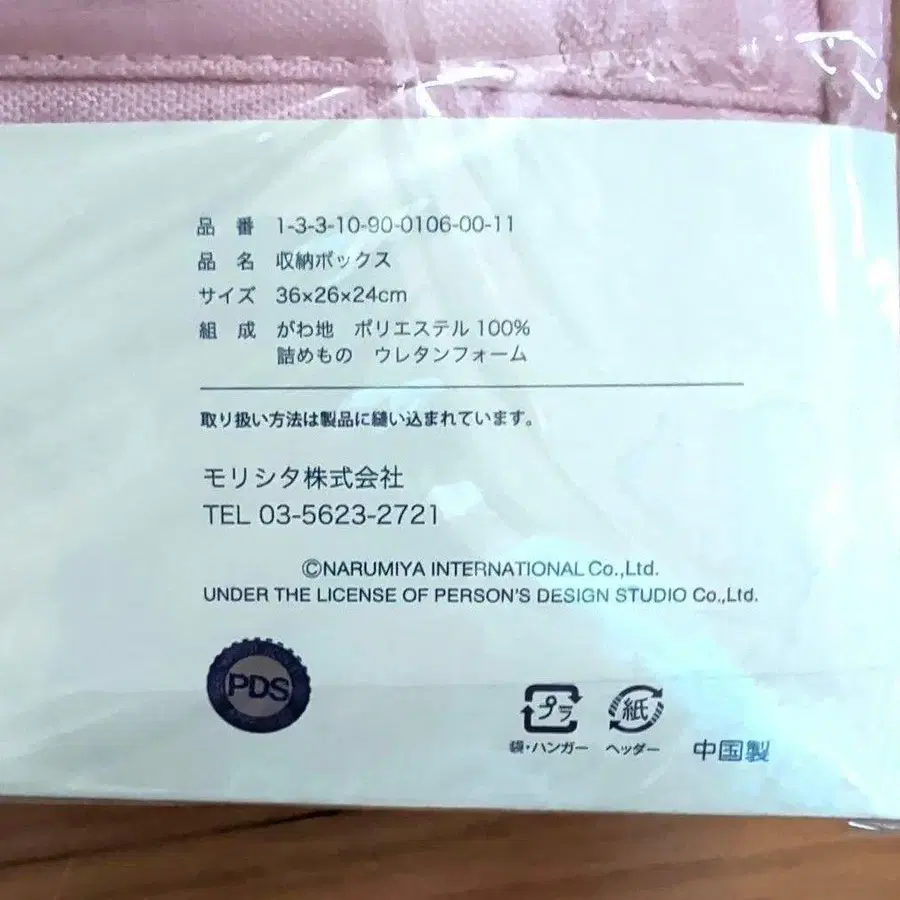 品 番 1-3-3-10-90-0106-00-11
品 名 収納ボックス
サイズ 36×26×24cm
組 成 がわ地 ポリエステル 100%
詰めもの ウレタンフォーム
取り扱い方法は製品に縫い込まれています。
モリシタ株式会社
TEL 03-5623-2721
©NARUMIYA INTERNATIONAL Co.,Ltd.
UNDER THE LICENSE OF PERSON'S DESIGN STUDIO Co.,Ltd.
PDS
プラ 紙
袋・ハンガー ヘッダー 中国製